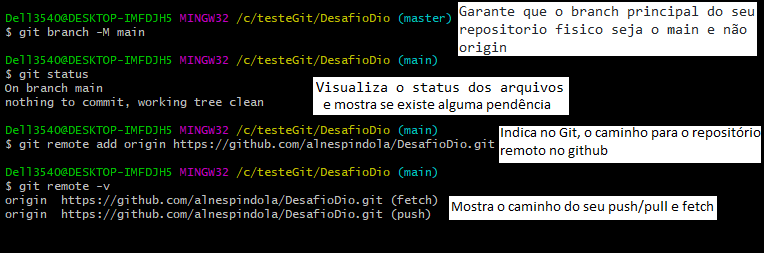 Dell3540@DESKTOP-IMFDJH5 MINGW32 /c/testeGit/DesafioDio (master)
$ git branch -M main
Garante que o branch principal do seu
repositorio fisico seja o main e não
origin
Dell3540@DESKTOP-IMFDJH5 MINGW32 /c/testeGit/DesafioDio (main)
$ git status
On branch main
nothing to commit, working tree clean
Visualiza o status dos arquivos
e mostra se existe alguma pendência
Dell3540@DESKTOP-IMFDJH5 MINGW32 /c/testeGit/DesafioDio (main)
$ git remote add origin https://github.com/alnespindola/DesafioDio.git
Indica no Git, o caminho para o repositório
remoto no github
Dell3540@DESKTOP-IMFDJH5 MINGW32 /c/testeGit/DesafioDio (main)
$ git remote -v
origin  https://github.com/alnespindola/DesafioDio.git (fetch)
origin  https://github.com/alnespindola/DesafioDio.git (push)
Mostra o caminho do seu push/pull e fetch